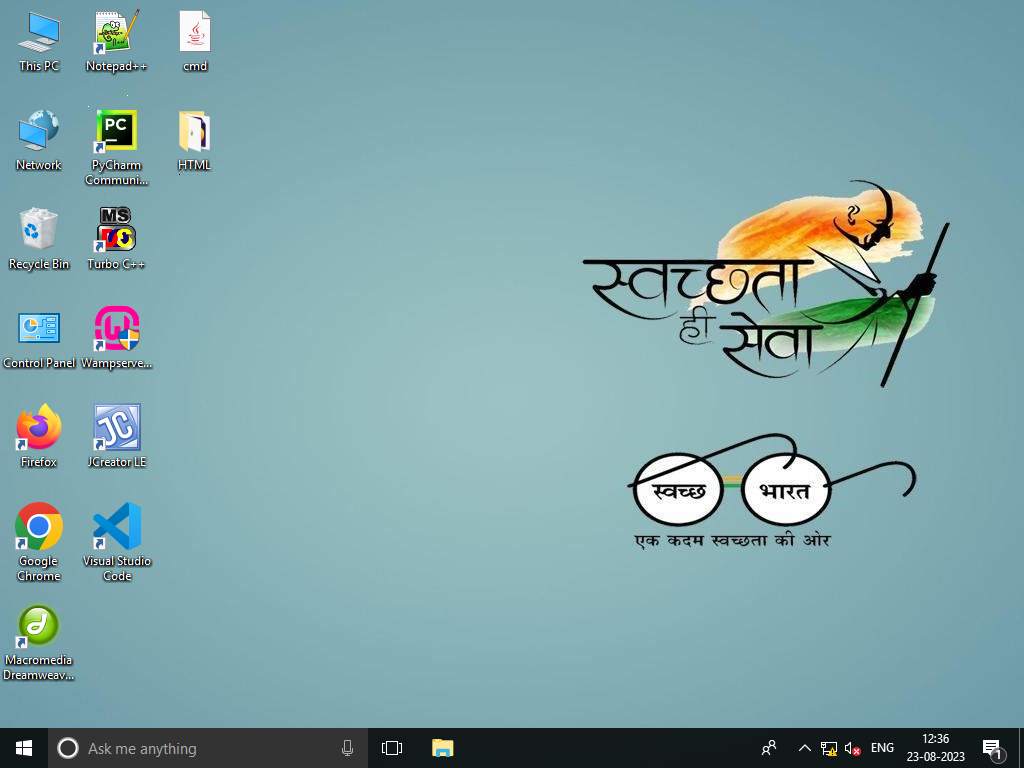 This PC
Notepad++
cmd
Network
PyCharm
Communi...
HTML
Recycle Bin
Turbo C++
Control Panel
Wampserve...
Firefox
JCreator LE
Google
Chrome
Visual Studio
Code
Macromedia
Dreamweav...
PC
MS
JC
स्वच्छता
ही
सेवा
स्वच्छ भारत
एक कदम स्वच्छता की ओर
Ask me anything
ENG
12:36
23-08-2023
1